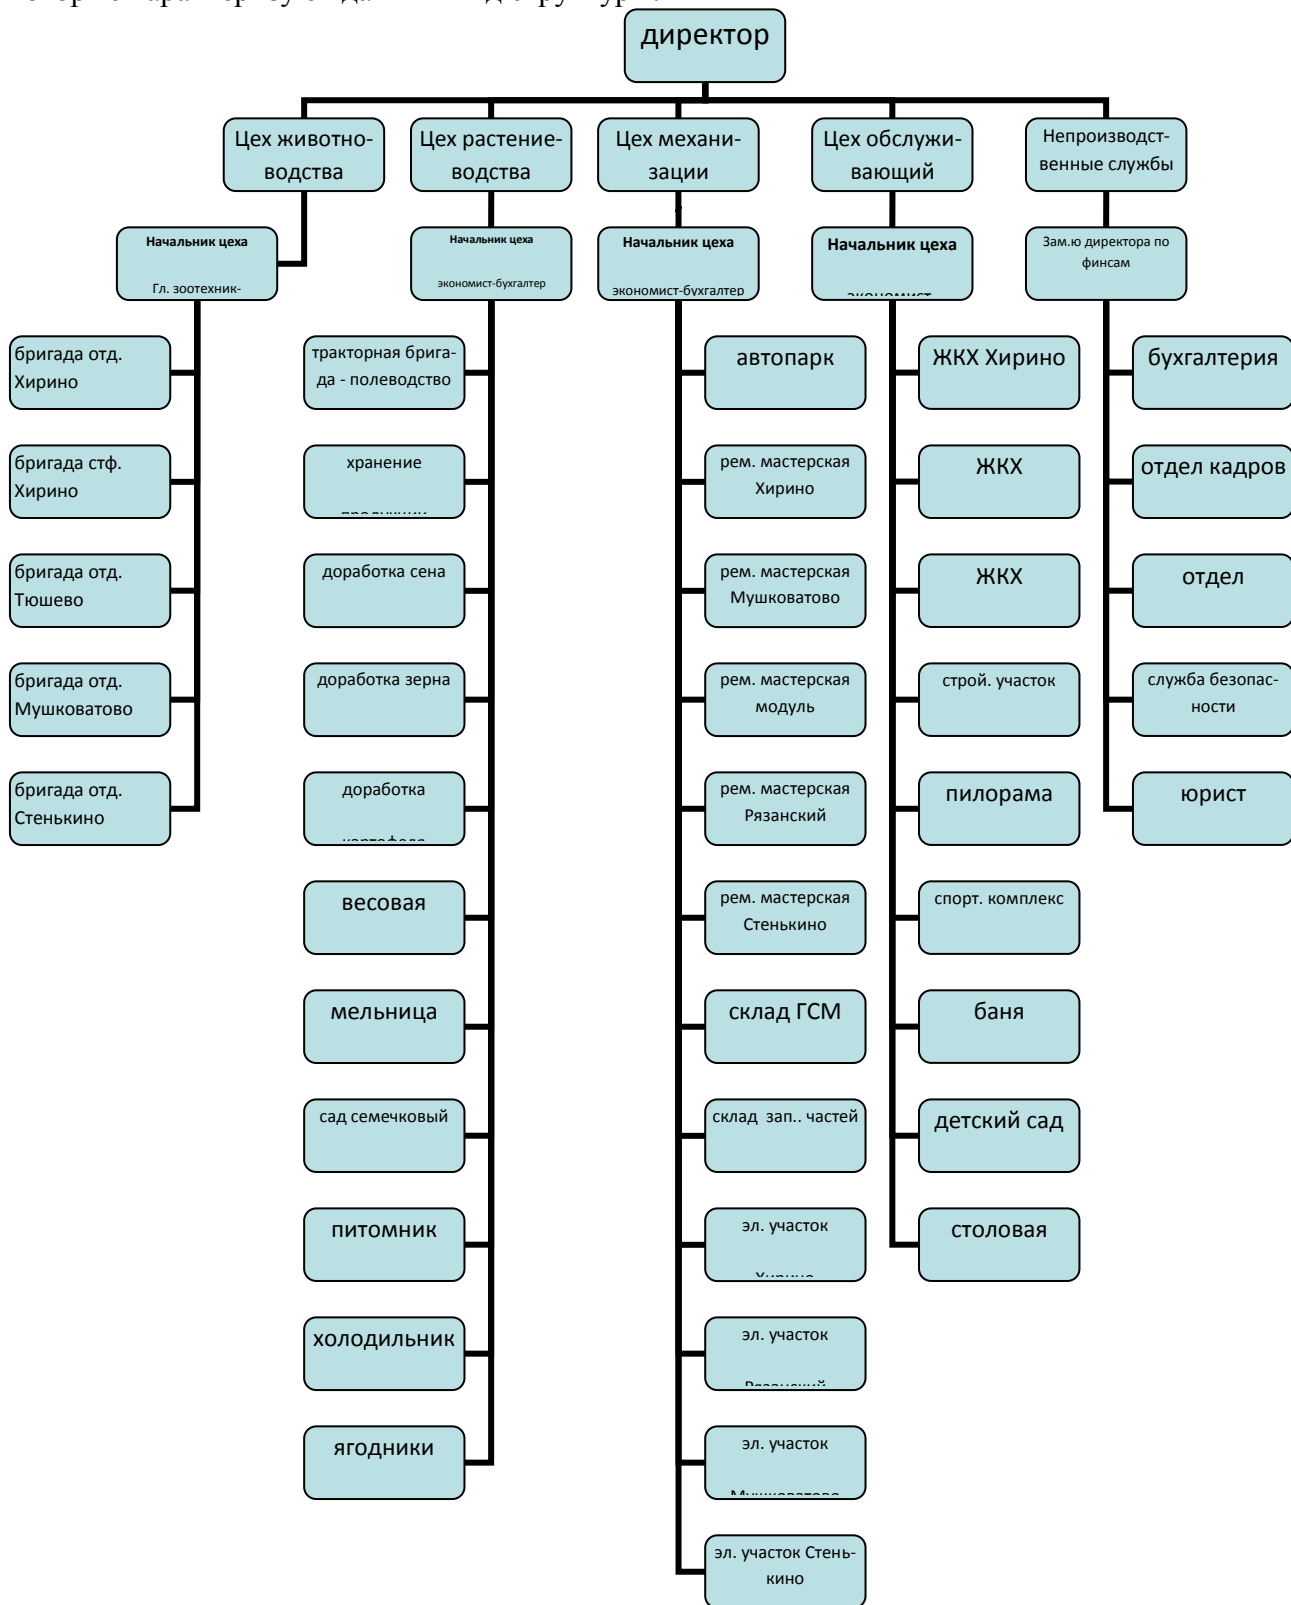 директор
Цех животно-
водства
Цех растение-
водства
Цех механи-
зации
Цех обслужи-
вающий
Непроизводст-
венные службы
Начальник цеха
Гл. зоотехник-
Начальник цеха
экономист-бухгалтер
Начальник цеха
экономист-бухгалтер
Начальник цеха
экономист
Зам.ю директора по
финсам
бригада отд.
Хирино
бригада стф.
Хирино
бригада отд.
Тюшево
бригада отд.
Мушковатово
бригада отд.
Стенькино
тракторная брига-
да - полеводство
хранение
продукции
доработка сена
доработка зерна
доработка
картофеля
весовая
мельница
сад семечковый
питомник
холодильник
ягодники
автопарк
рем. мастерская
Хирино
рем. мастерская
Мушковатово
рем. мастерская
модуль
рем. мастерская
Рязанский
рем. мастерская
Стенькино
склад ГСМ
склад зап.. частей
эл. участок
Хирино
эл. участок
Рязанский
эл. участок
Мушковатово
эл. участок Стень-
кино
ЖКХ Хирино
ЖКХ
ЖКХ
строй. участок
пилорама
спорт. комплекс
баня
детский сад
столовая
бухгалтерия
отдел кадров
отдел
служба безопас-
ности
юрист